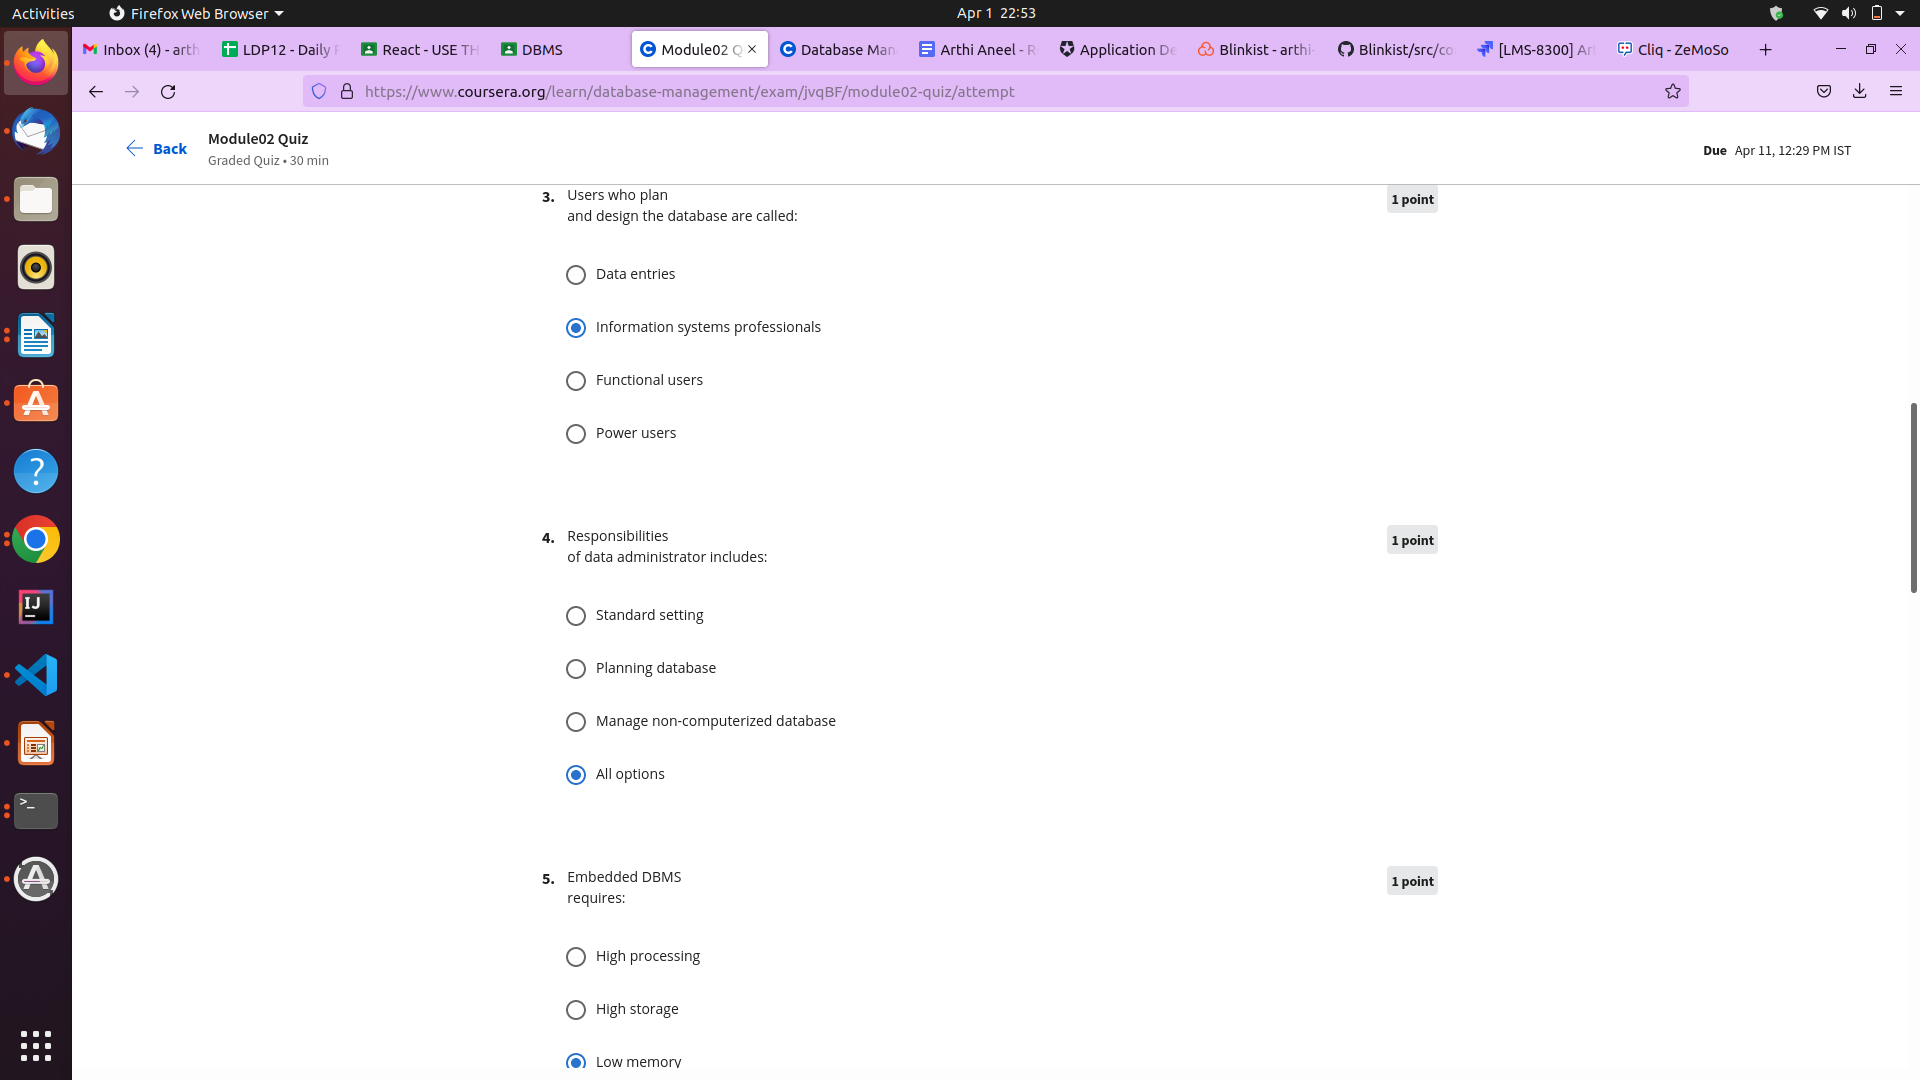 Activities
Firefox Web Browser
Apr 1 22:53
Inbox (4) - arth
LDP12 - Daily
React - USE TH
DBMS
Module02 Q
Database Man
Arthi Aneel - R
Application De
Blinkist - arthi-
Blinkist/src/co
[LMS-8300] Ar
Cliq - ZeMoSo
https://www.coursera.org/learn/database-management/exam/jvqBF/module02-quiz/attempt
Back
Module02 Quiz
Graded Quiz • 30 min
Due Apr 11, 12:29 PM IST
3. Users who plan
and design the database are called:
1 point
Data entries
Information systems professionals
Functional users
Power users
4. Responsibilities
of data administrator includes:
1 point
Standard setting
Planning database
Manage non-computerized database
All options
5. Embedded DBMS
requires:
1 point
High processing
High storage
Low memory